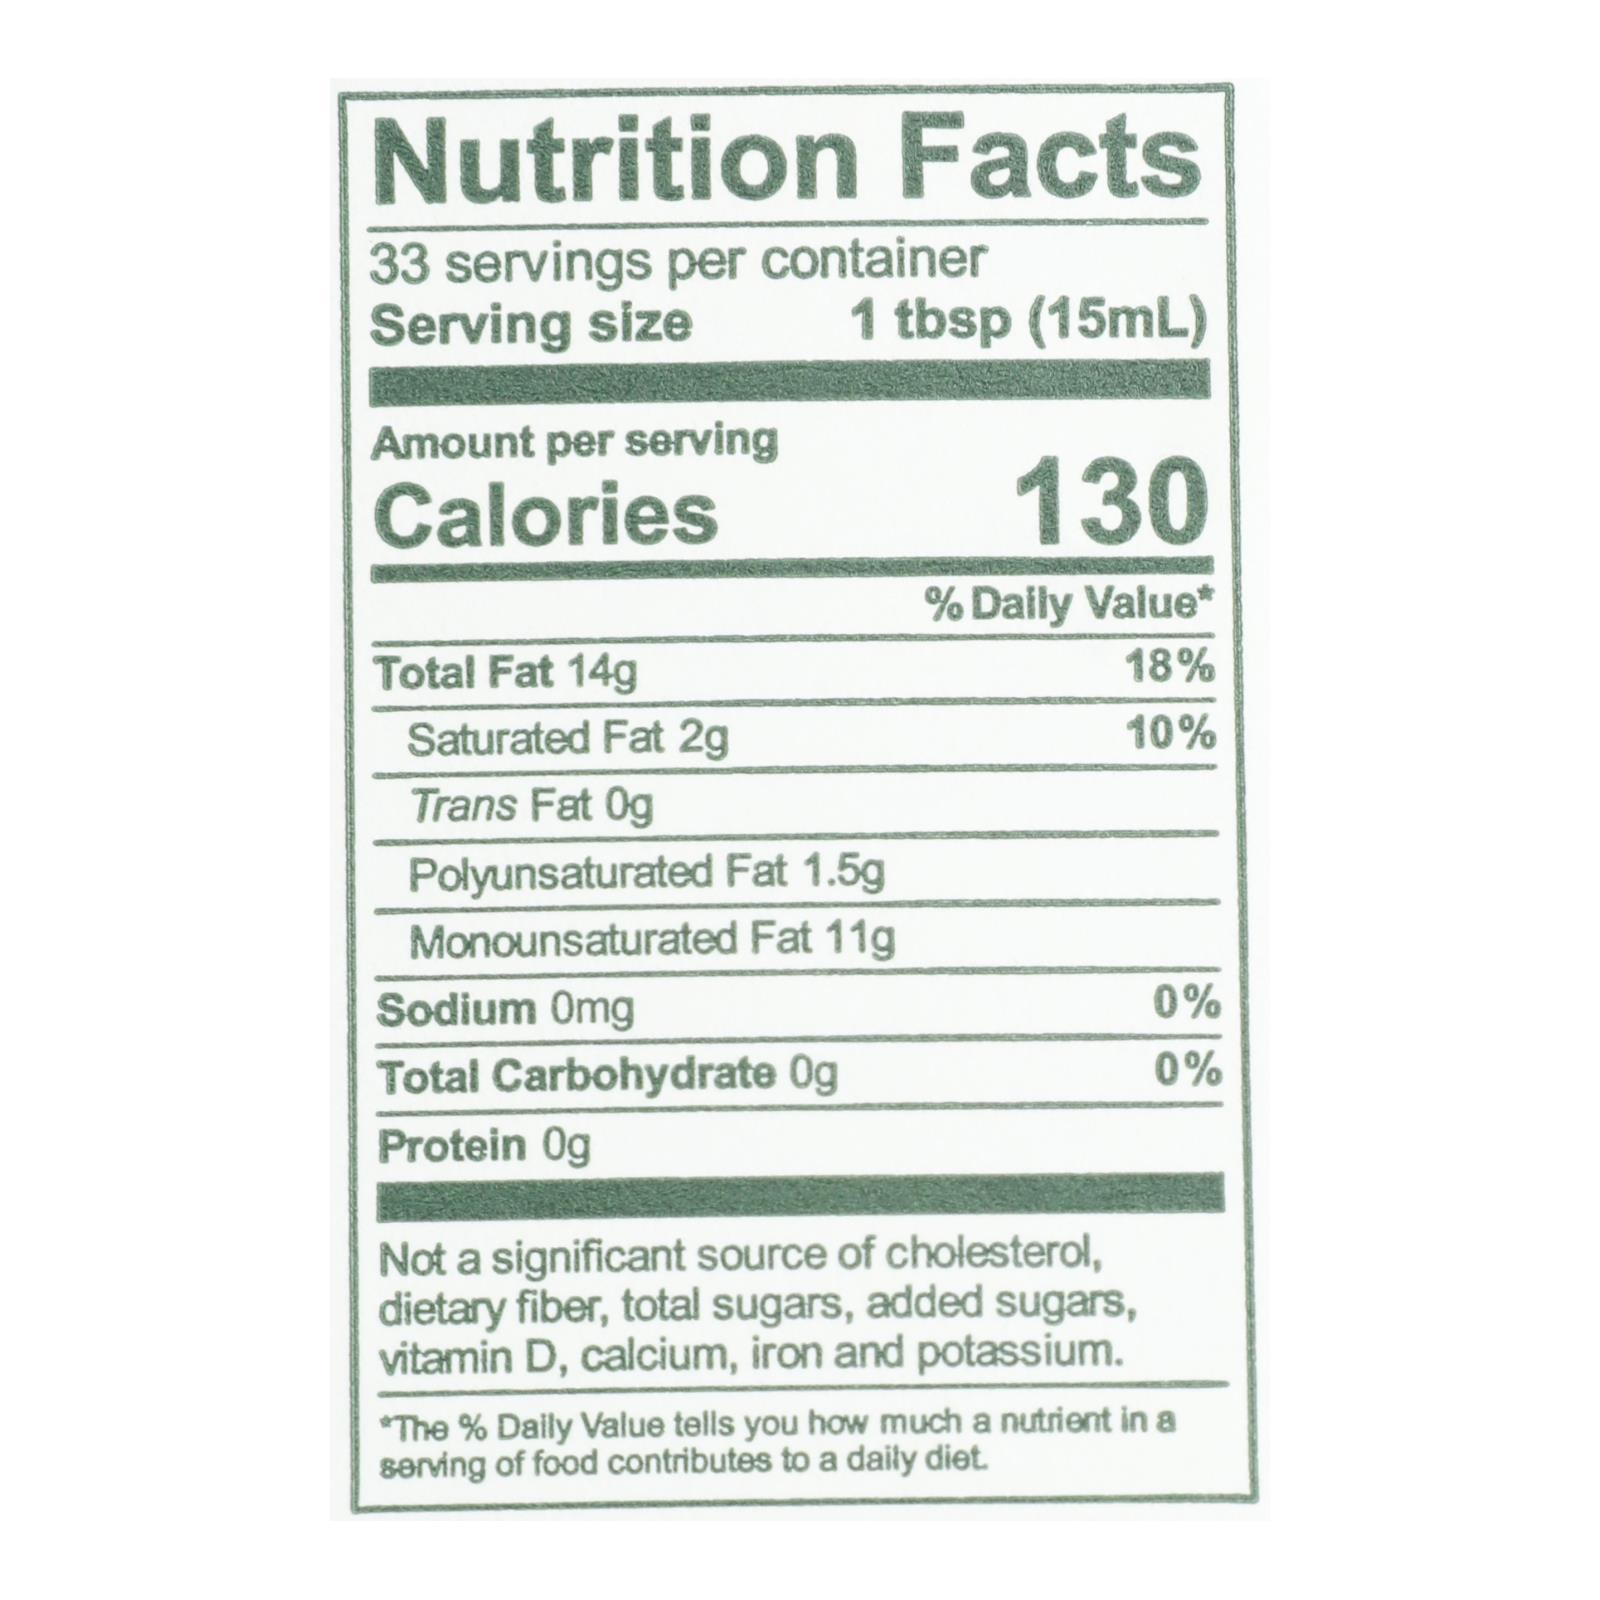 Nutrition Facts
33 servings per container
Serving size 1 tbsp (15mL)
Amount per serving
Calories 130
% Daily Value*
Total Fat 14g 18%
Saturated Fat 2g 10%
Trans Fat 0g
Polyunsaturated Fat 1.5g
Monounsaturated Fat 11g
Sodium 0mg 0%
Total Carbohydrate 0g 0%
Protein 0g
Not a significant source of cholesterol,
dietary fiber, total sugars, added sugars,
vitamin D, calcium, iron and potassium.
*The % Daily Value tells you how much a nutrient in a
serving of food contributes to a daily diet.